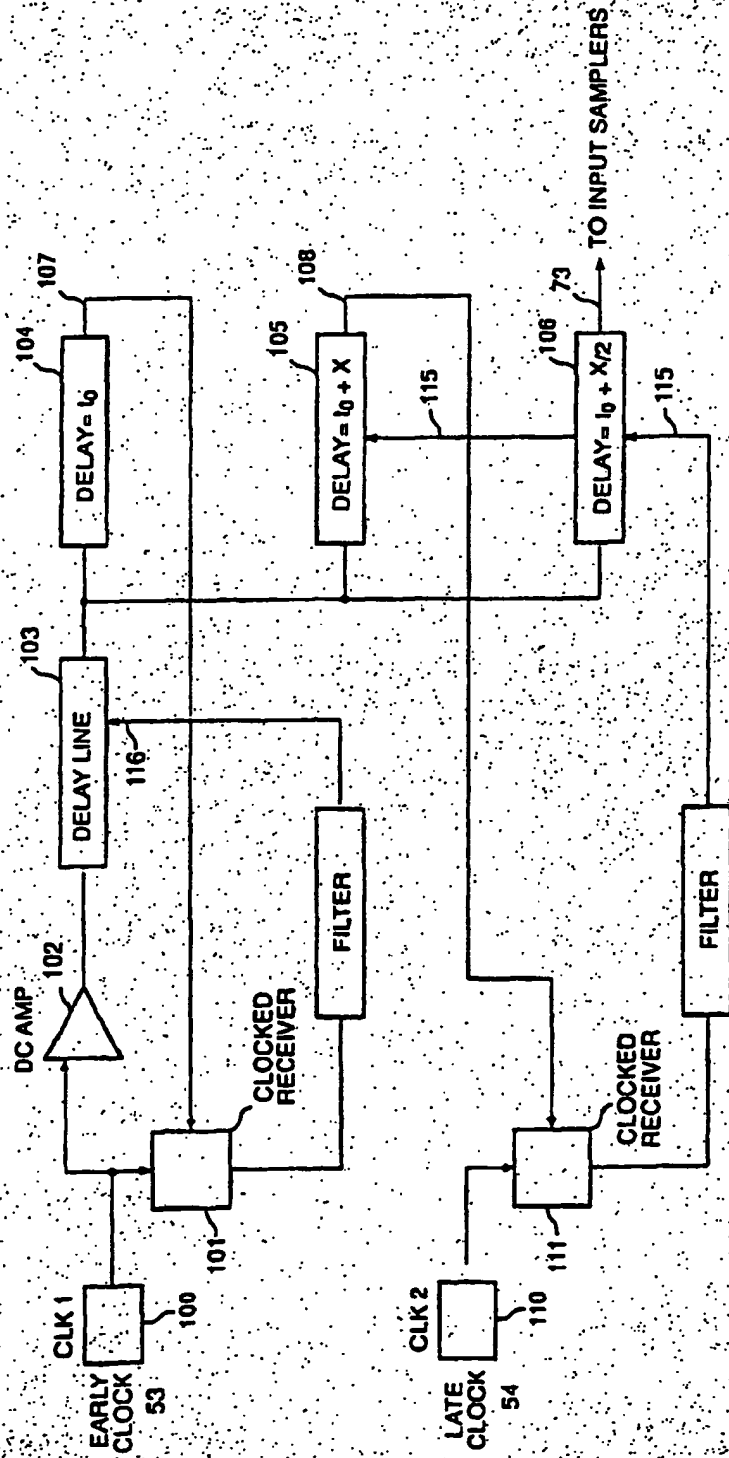 EARLY
CLOCK
53
CLK 1
100
DC AMP
102
101
CLOCKED
RECEIVER
DELAY LINE
103
116
FILTER
DELAY= t0
104
107
DELAY= t0 + X
105
108
115
DELAY= t0 + X/2
106
73
TO INPUT SAMPLERS
115
LATE
CLOCK
54
CLK 2
110
111
CLOCKED
RECEIVER
FILTER